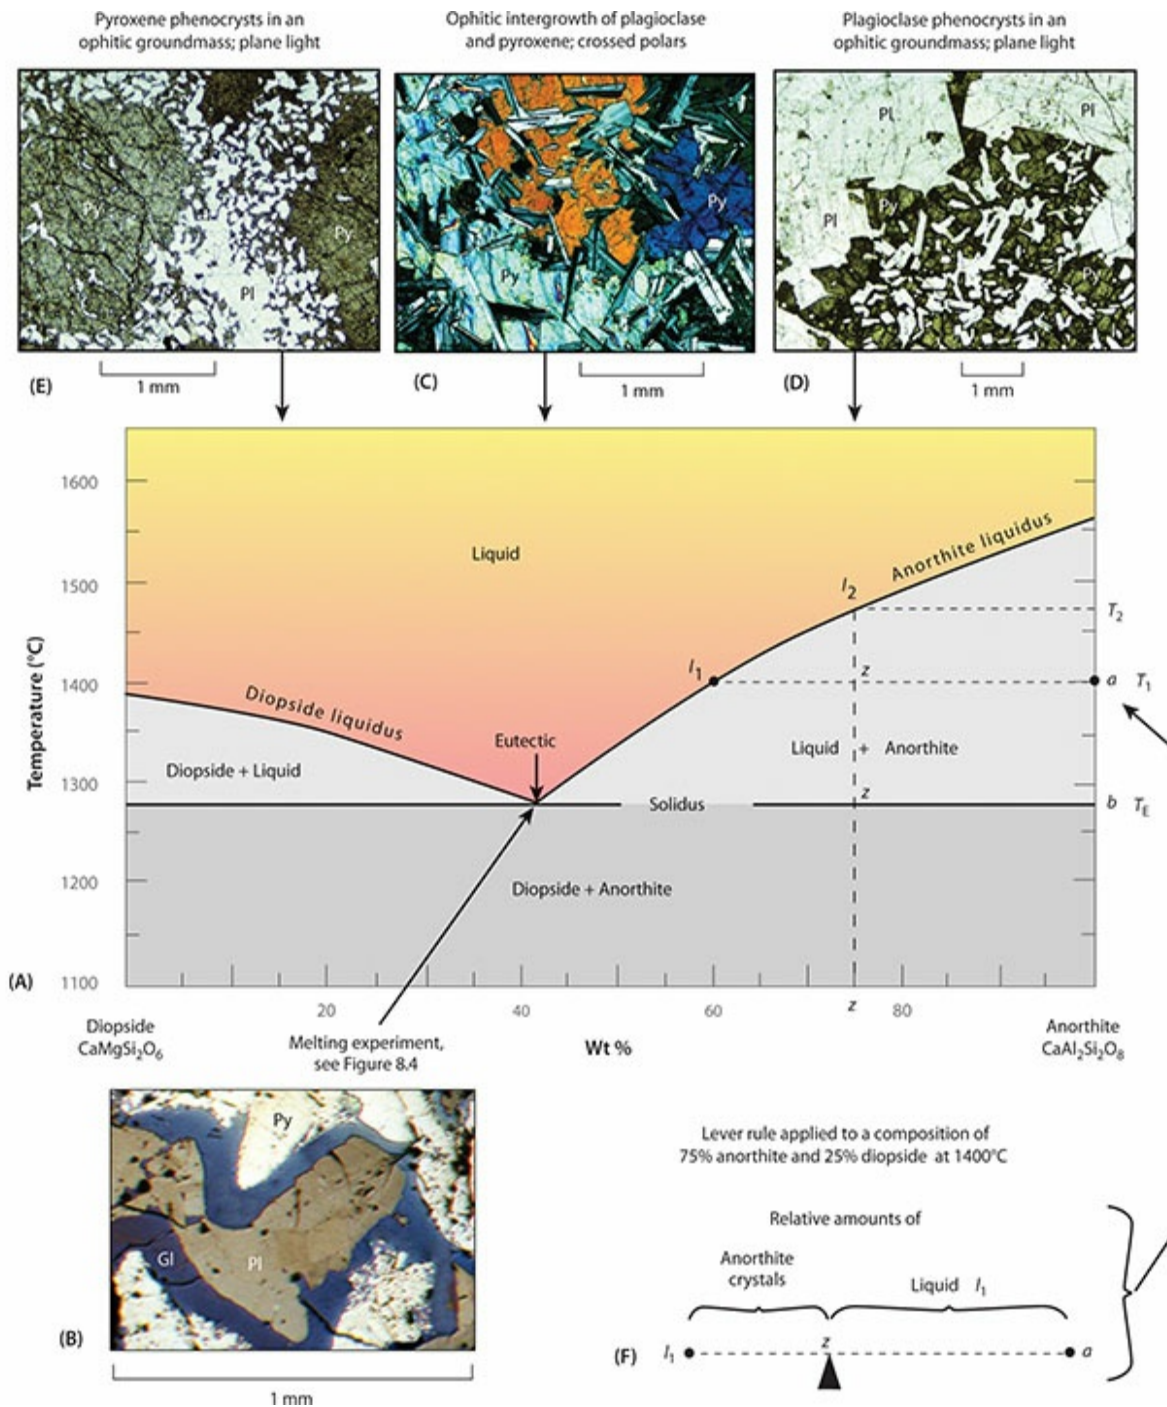 Pyroxene phenocrysts in an
ophitic groundmass; plane light
Ophitic intergrowth of plagioclase
and pyroxene; crossed polars
Plagioclase phenocrysts in an
ophitic groundmass; plane light
Py
Py
Pl
Py
Py
Pl
Pl
Pl
Py
Py
(E)
1 mm
(C)
1 mm
(D)
1 mm
Temperature (°C)
1600
1500
1400
1300
1200
1100
Liquid
Anorthite liquidus
l2
T2
l1
z
a T1
Diopside liquidus
Eutectic
Diopside + Liquid
Liquid + Anorthite
Solidus
z
b TE
Diopside + Anorthite
(A)
20
40
60
z
80
Diopside
CaMgSi2O6
Melting experiment,
see Figure 8.4
Wt %
Anorthite
CaAl2Si2O8
Py
Gl
Pl
(B)
1 mm
Lever rule applied to a composition of
75% anorthite and 25% diopside at 1400°C
Relative amounts of
Anorthite
crystals
Liquid l1
(F)
l1
z
a